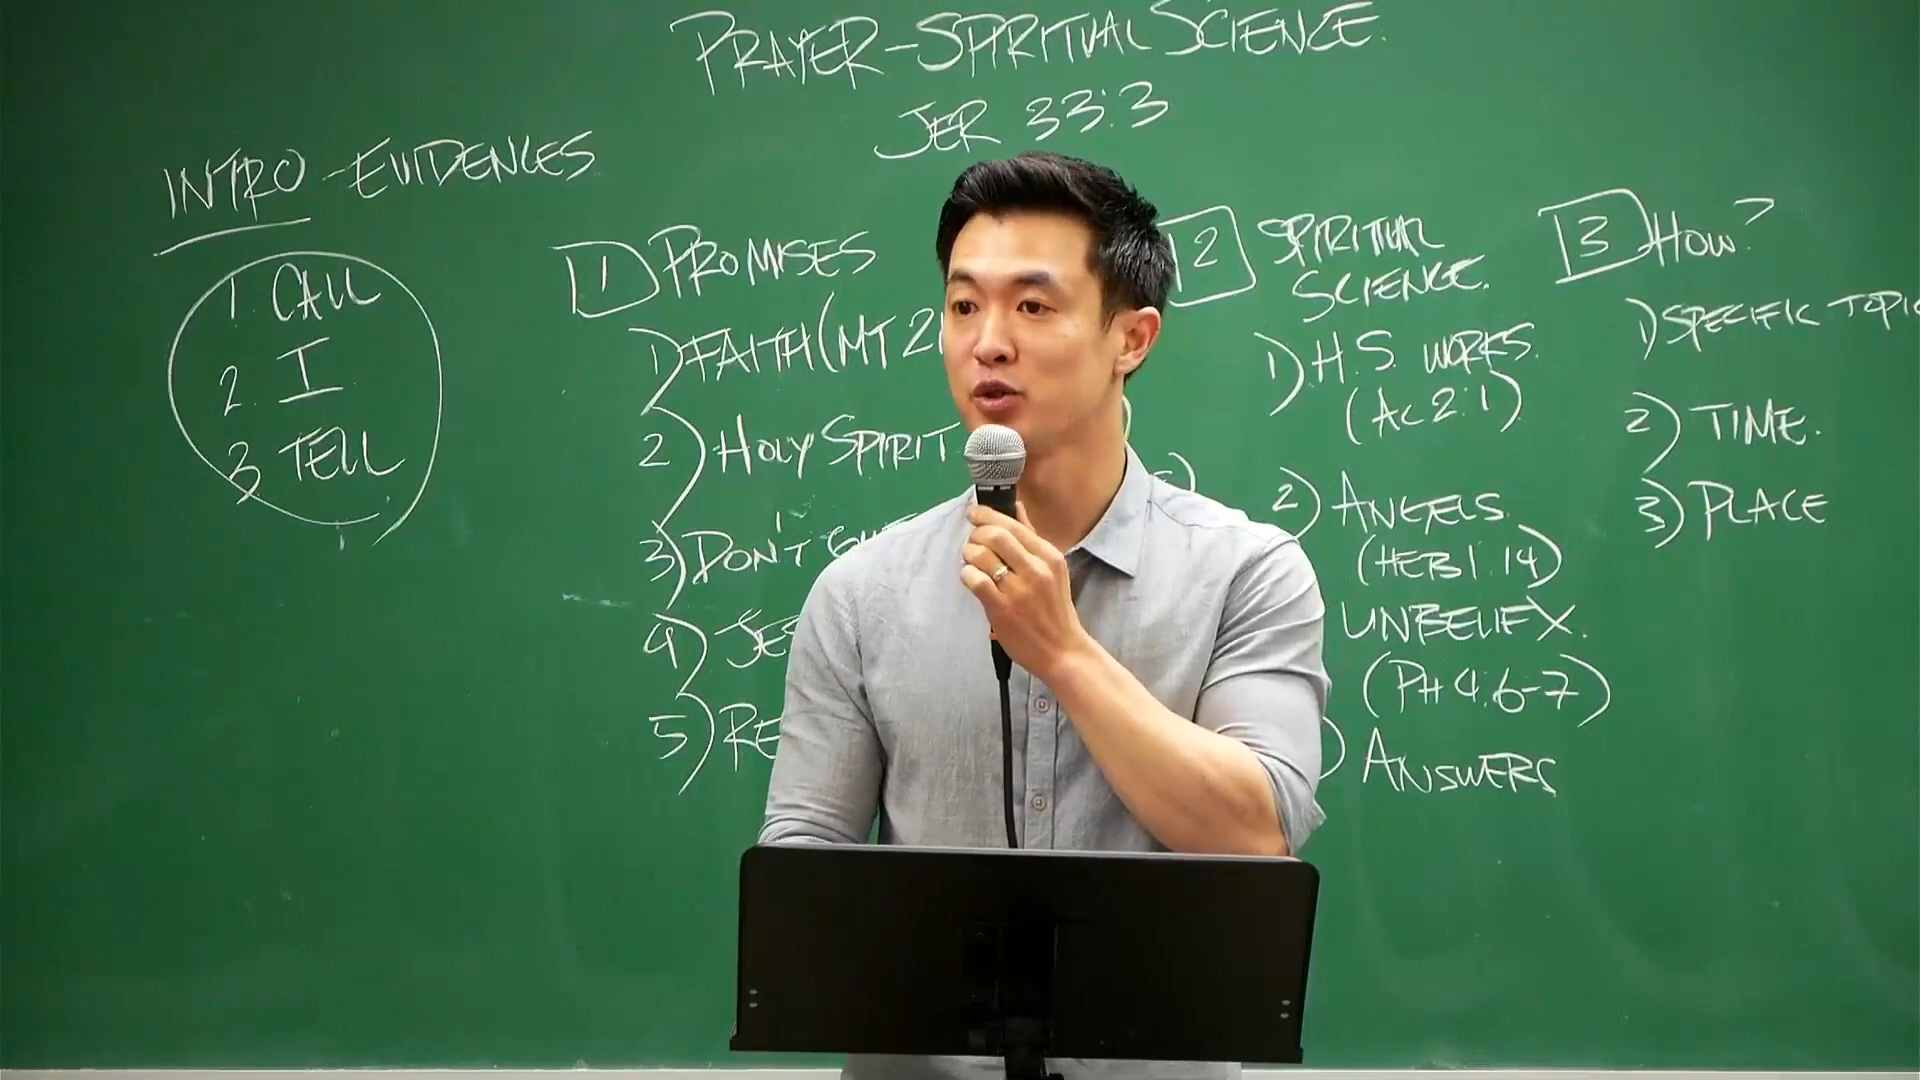 PRAYER-SPIRITUAL SCIENCE.
JER 33:3
INTRO-EVIDENCES
1. CALL
2. I
3 TELL
1 PROMISES
1) FAITH (MT 21
2) HOLY SPIRIT
3) DON'T
4)
5)
2 SPIRITUAL
SCIENCE.
1) H.S. WORKS.
(AC 2:1)
2) ANGELS.
(HEB 1:14)
UNBELIEF X.
(PH 4:6-7)
) ANSWERS
3 HOW?
1) SPECIFIC TOPIC
2) TIME.
3) PLACE